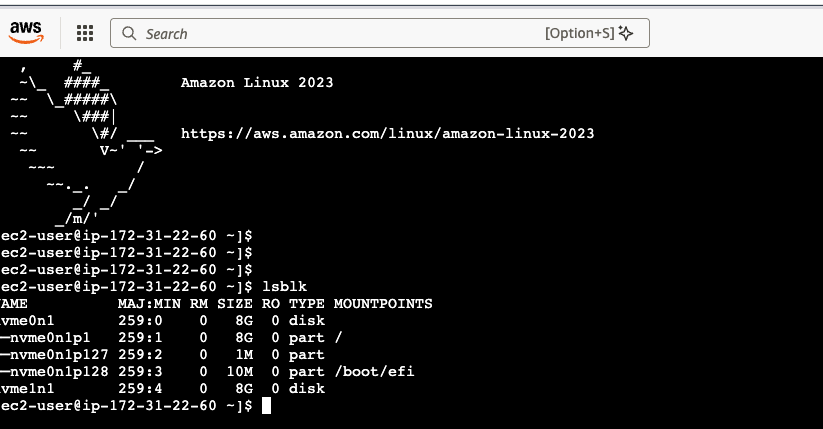 aws
Search [Option+S]
, #_
~\_ ####_ Amazon Linux 2023
~~ \_#####\
~~ \###|
~~ \#/ ___ https://aws.amazon.com/linux/amazon-linux-2023
~~ V~' '->
~~~ /
~~._. _/
_/ _/
_/m/'
ec2-user@ip-172-31-22-60 ~]$
ec2-user@ip-172-31-22-60 ~]$
ec2-user@ip-172-31-22-60 ~]$
ec2-user@ip-172-31-22-60 ~]$ lsblk
AME MAJ:MIN RM SIZE RO TYPE MOUNTPOINTS
vme0n1 259:0 0 8G 0 disk
─nvme0n1p1 259:1 0 8G 0 part /
─nvme0n1p127 259:2 0 1M 0 part
─nvme0n1p128 259:3 0 10M 0 part /boot/efi
vme1n1 259:4 0 8G 0 disk
ec2-user@ip-172-31-22-60 ~]$